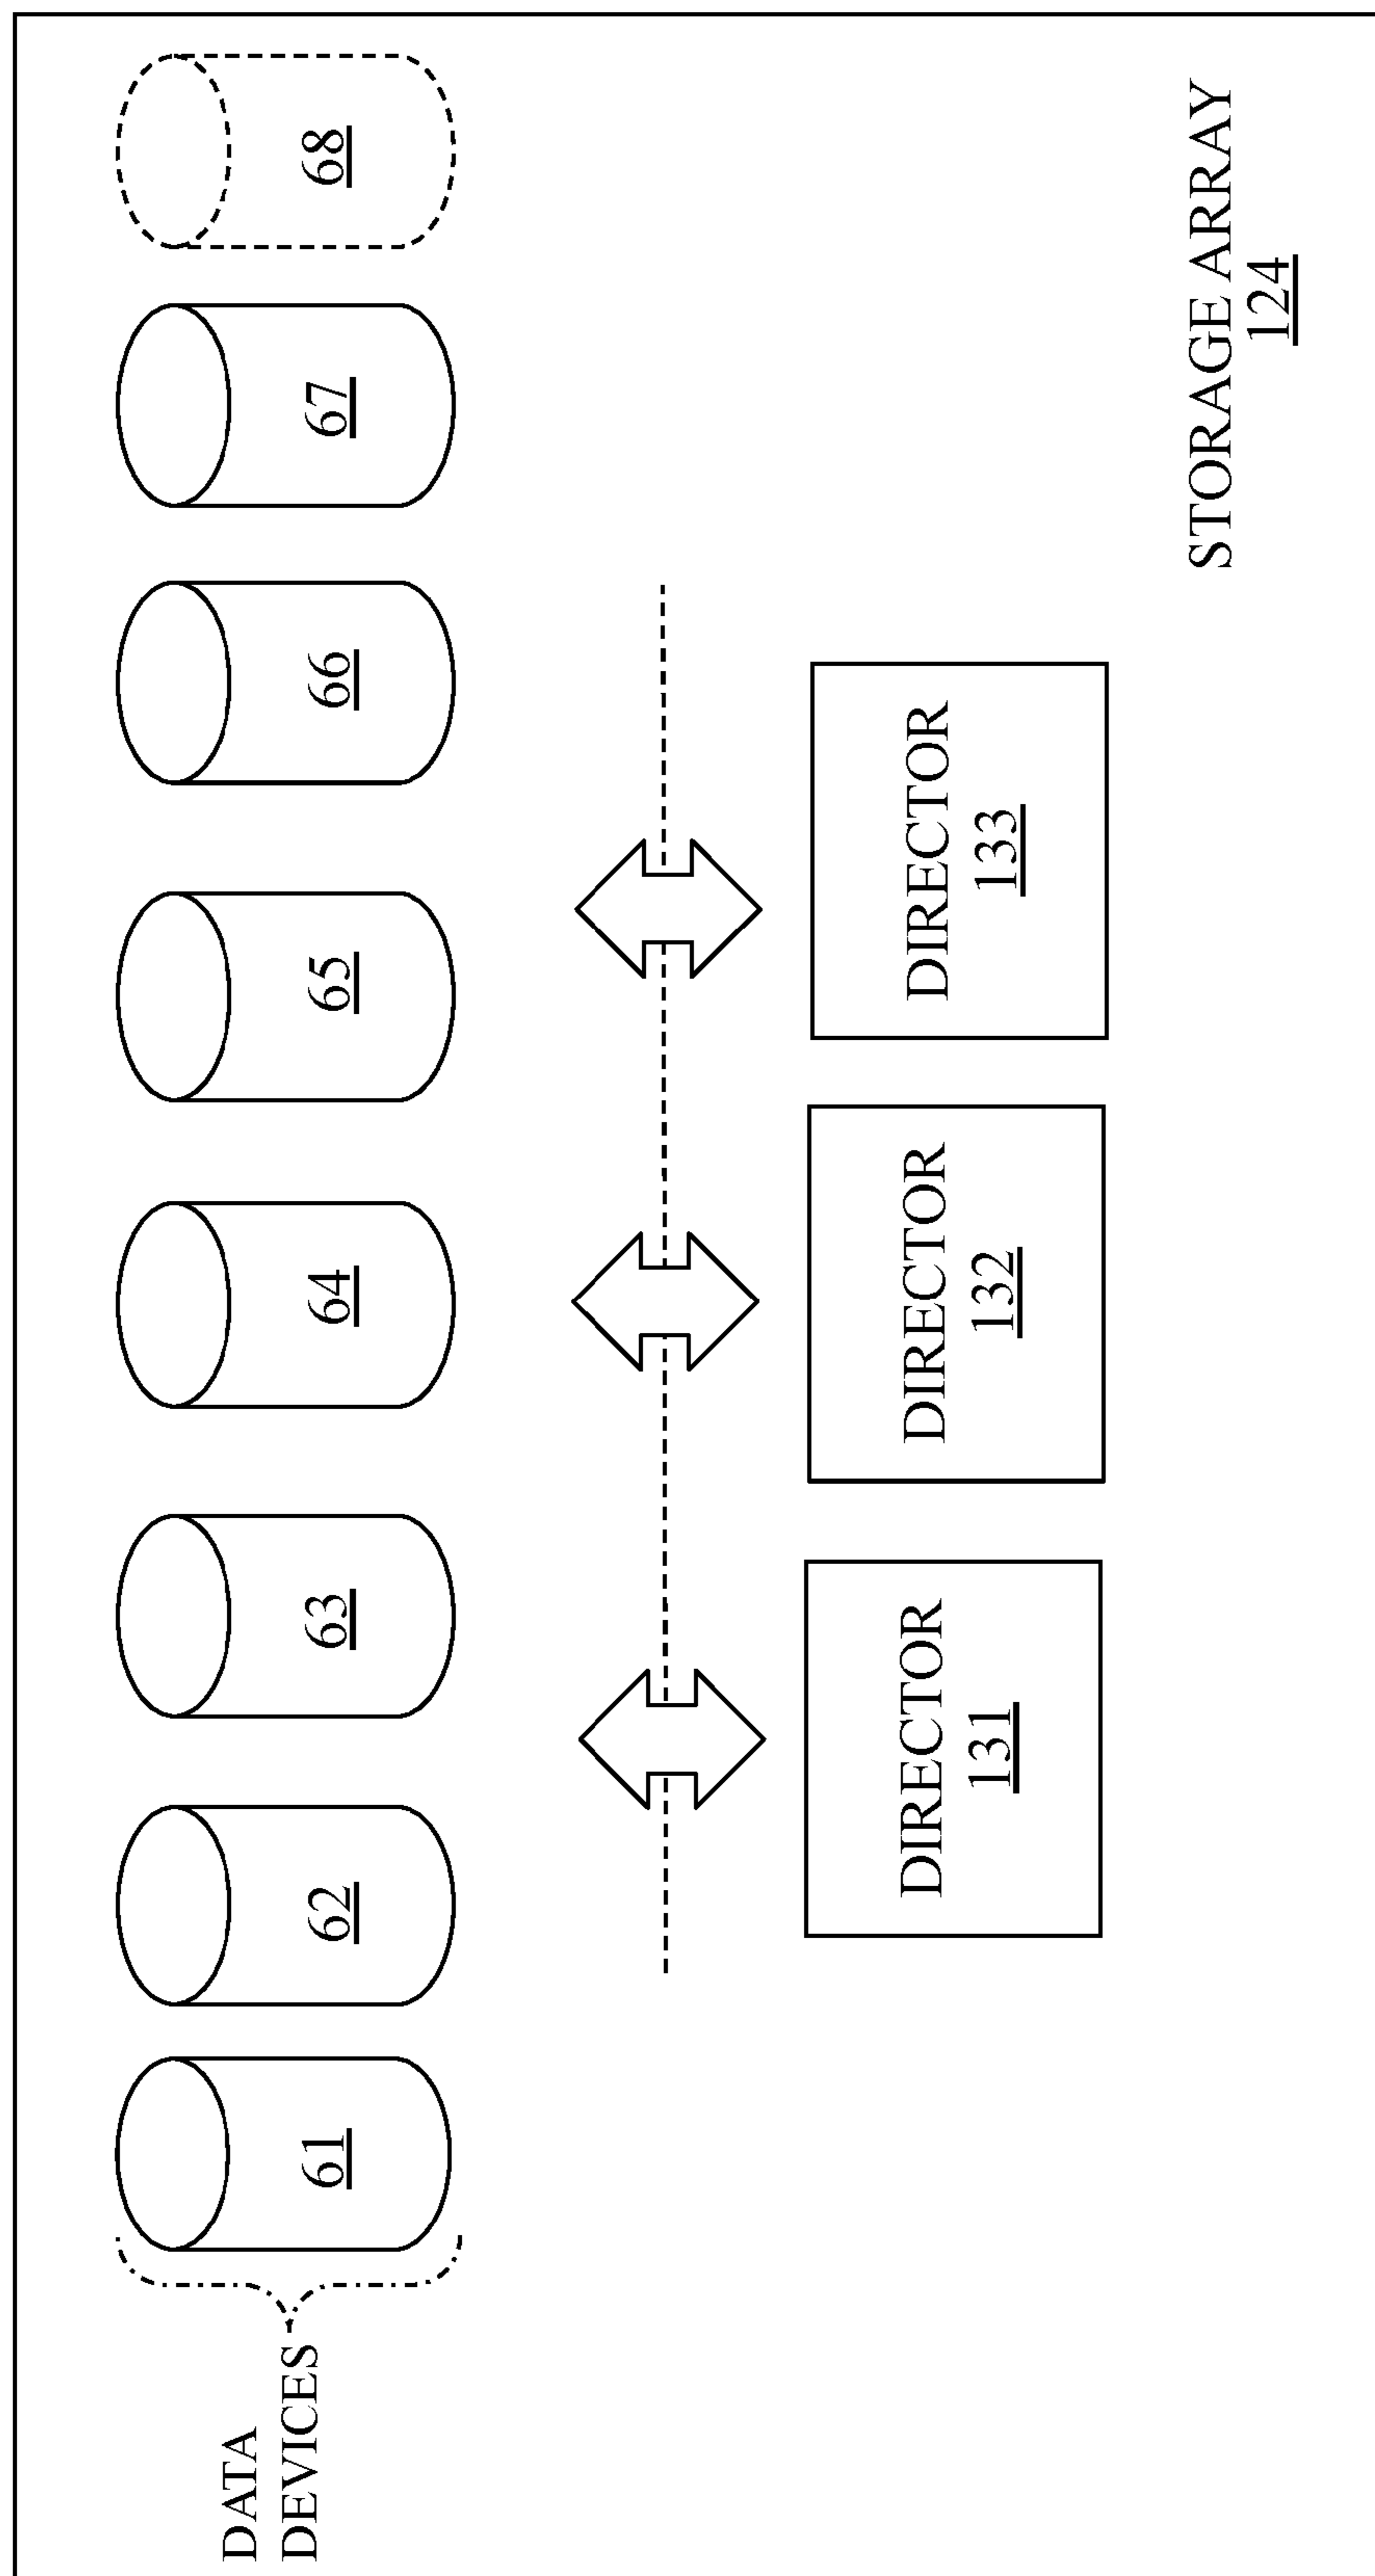 DATA
DEVICES
61
62
63
64
65
66
67
68
DIRECTOR
131
DIRECTOR
132
DIRECTOR
133
STORAGE ARRAY
124